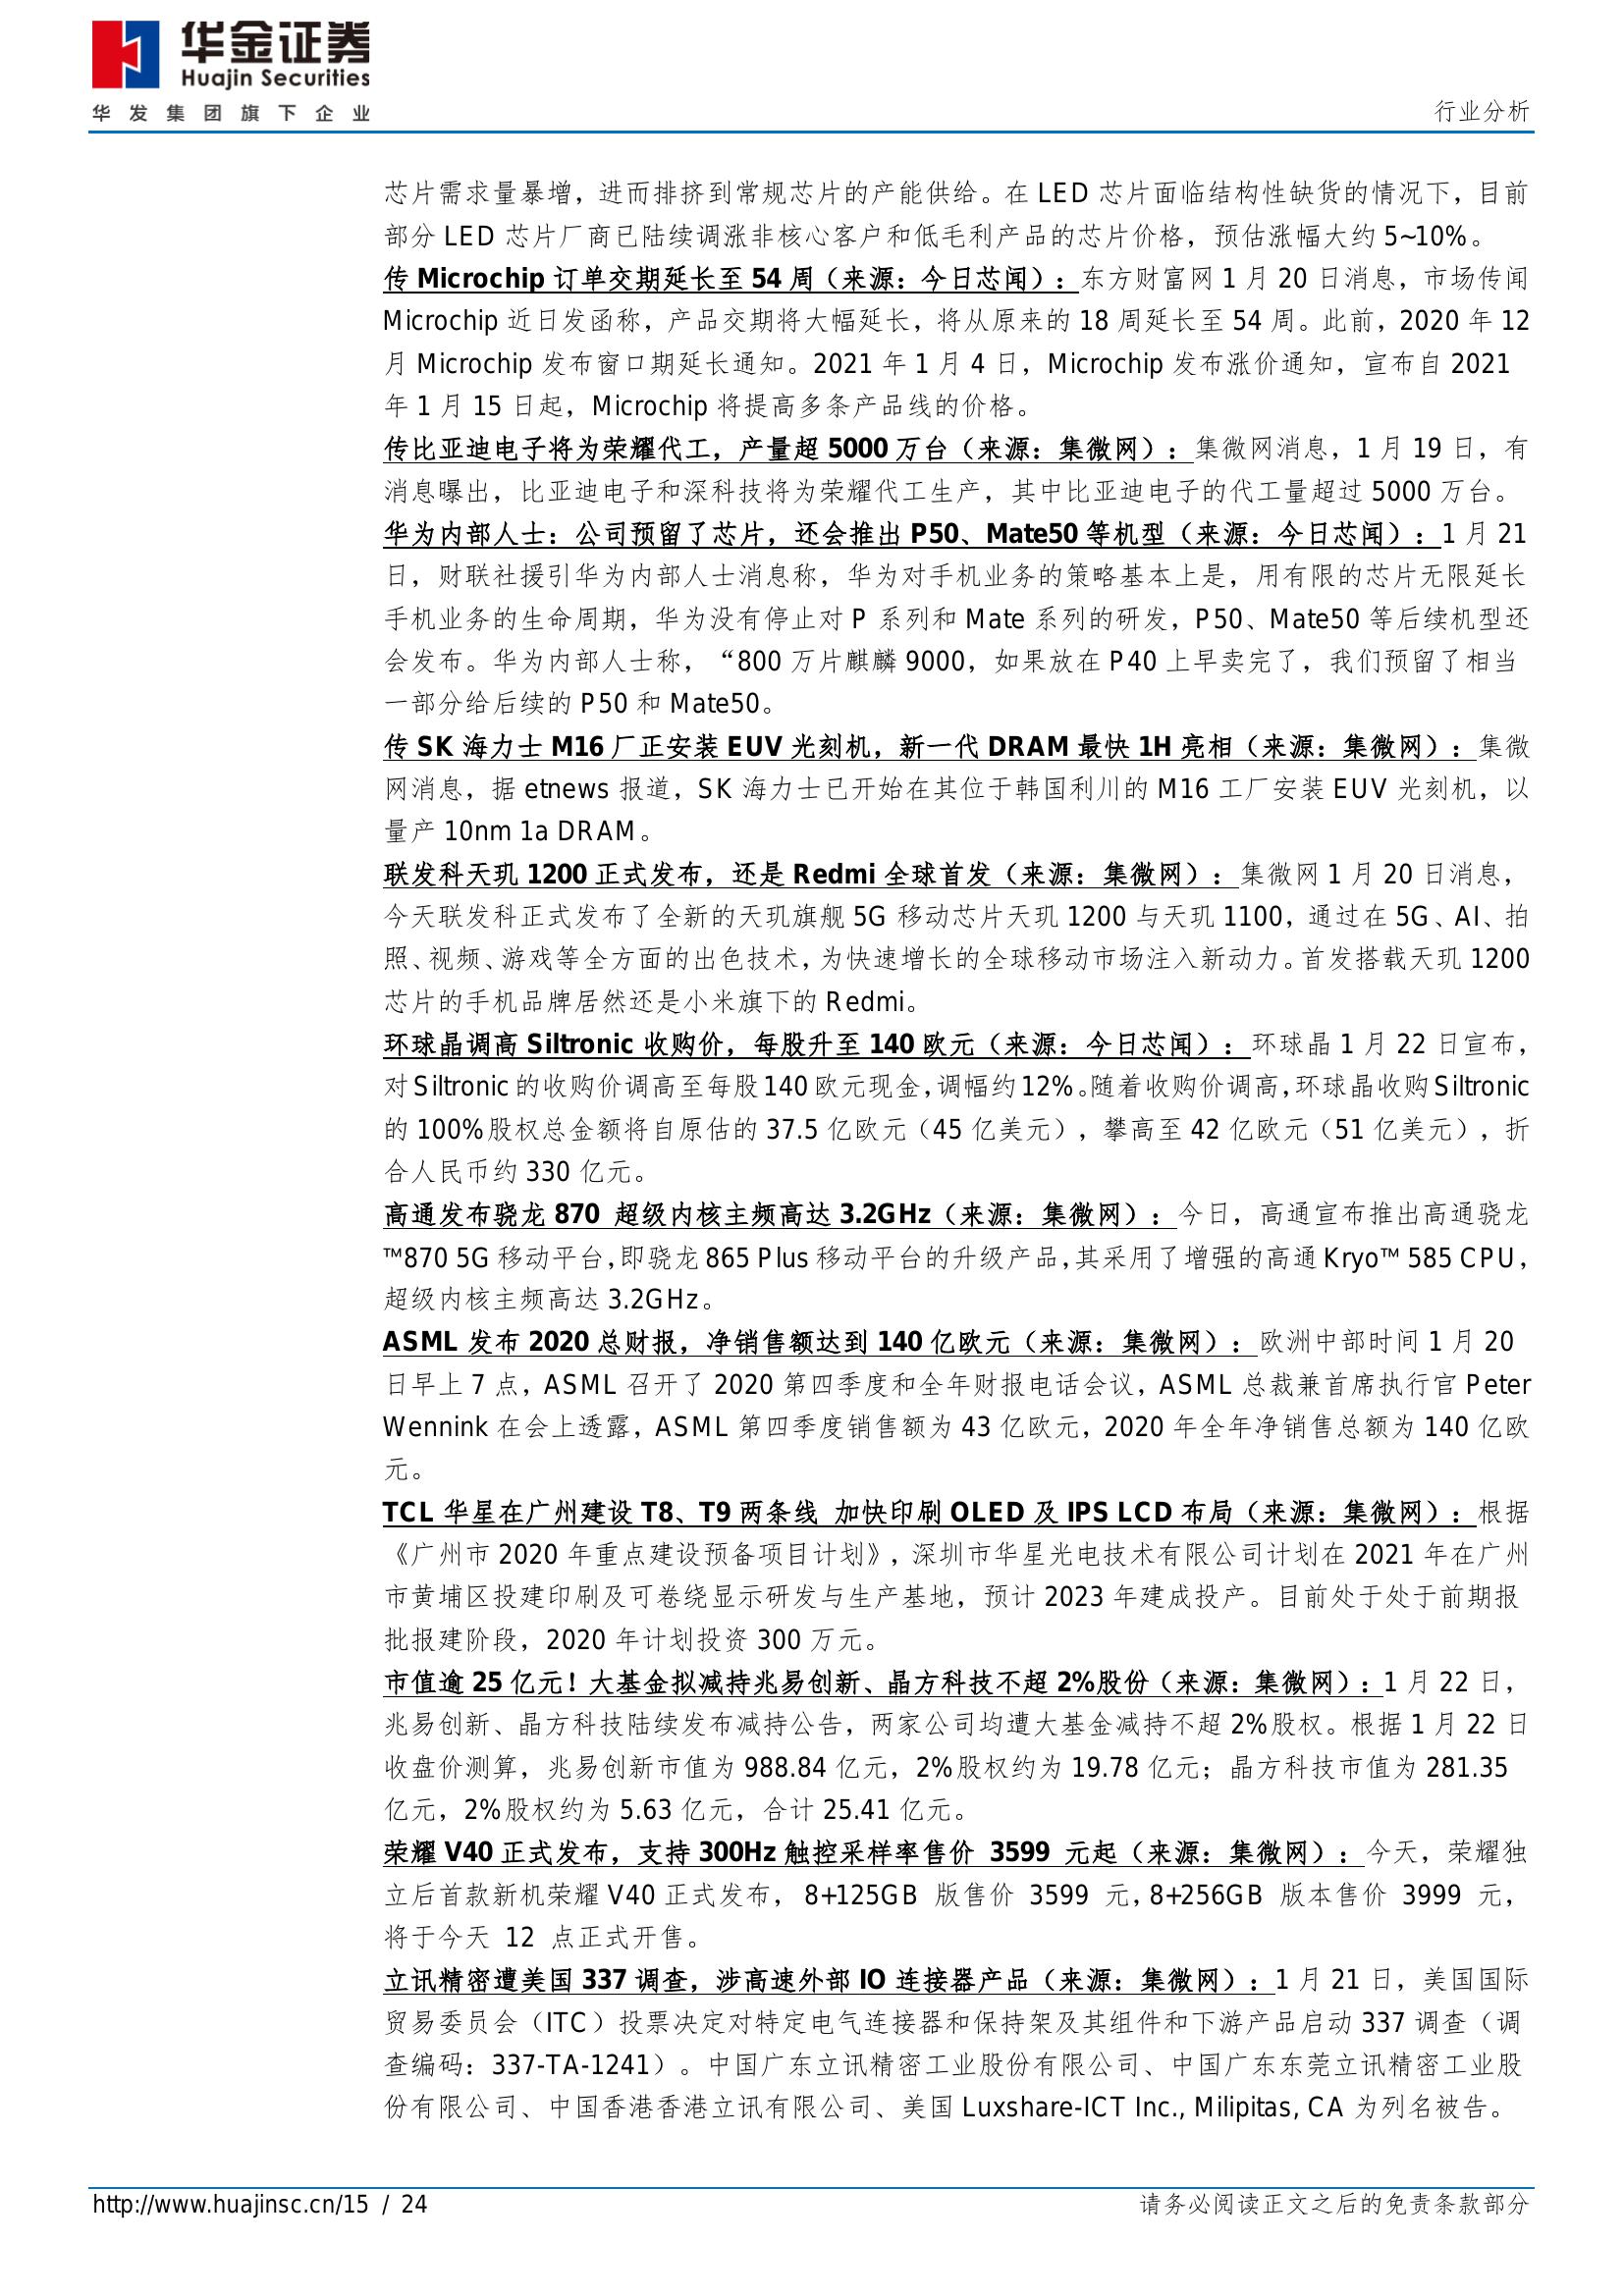 华金证券
Huajin Securities
华发集团旗下企业
行业分析
芯片需求量暴增，进而排挤到常规芯片的产能供给。在 LED 芯片面临结构性缺货的情况下，目前
部分 LED 芯片厂商已陆续调涨非核心客户和低毛利产品的芯片价格，预估涨幅大约 5~10%。
传 Microchip 订单交期延长至 54 周（来源：今日芯闻）：东方财富网 1 月 20 日消息，市场传闻
Microchip 近日发函称，产品交期将大幅延长，将从原来的 18 周延长至 54 周。此前，2020 年 12
月 Microchip 发布窗口期延长通知。2021 年 1 月 4 日，Microchip 发布涨价通知，宣布自 2021
年 1 月 15 日起，Microchip 将提高多条产品线的价格。
传比亚迪电子将为荣耀代工，产量超 5000 万台（来源：集微网）：集微网消息，1 月 19 日，有
消息曝出，比亚迪电子和深科技将为荣耀代工生产，其中比亚迪电子的代工量超过 5000 万台。
华为内部人士：公司预留了芯片，还会推出 P50、Mate50 等机型（来源：今日芯闻）：1 月 21
日，财联社援引华为内部人士消息称，华为对手机业务的策略基本上是，用有限的芯片无限延长
手机业务的生命周期，华为没有停止对 P 系列和 Mate 系列的研发，P50、Mate50 等后续机型还
会发布。华为内部人士称，“800 万片麒麟 9000，如果放在 P40 上早卖完了，我们预留了相当
一部分给后续的 P50 和 Mate50。
传 SK 海力士 M16 厂正安装 EUV 光刻机，新一代 DRAM 最快 1H 亮相（来源：集微网）：集微
网消息，据 etnews 报道，SK 海力士已开始在其位于韩国利川的 M16 工厂安装 EUV 光刻机，以
量产 10nm 1a DRAM。
联发科天玑 1200 正式发布，还是 Redmi 全球首发（来源：集微网）：集微网 1 月 20 日消息，
今天联发科正式发布了全新的天玑旗舰 5G 移动芯片天玑 1200 与天玑 1100，通过在 5G、AI、拍
照、视频、游戏等全方面的出色技术，为快速增长的全球移动市场注入新动力。首发搭载天玑 1200
芯片的手机品牌居然还是小米旗下的 Redmi。
环球晶调高 Siltronic 收购价，每股升至 140 欧元（来源：今日芯闻）：环球晶 1 月 22 日宣布，
对 Siltronic 的收购价调高至每股 140 欧元现金，调幅约 12%。随着收购价调高，环球晶收购 Siltronic
的 100%股权总金额将自原估的 37.5 亿欧元（45 亿美元），攀高至 42 亿欧元（51 亿美元），折
合人民币约 330 亿元。
高通发布骁龙 870 超级内核主频高达 3.2GHz（来源：集微网）：今日，高通宣布推出高通骁龙
™870 5G 移动平台，即骁龙 865 Plus 移动平台的升级产品，其采用了增强的高通 Kryo™ 585 CPU，
超级内核主频高达 3.2GHz。
ASML 发布 2020 总财报，净销售额达到 140 亿欧元（来源：集微网）：欧洲中部时间 1 月 20
日早上 7 点，ASML 召开了 2020 第四季度和全年财报电话会议，ASML 总裁兼首席执行官 Peter
Wennink 在会上透露，ASML 第四季度销售额为 43 亿欧元，2020 年全年净销售总额为 140 亿欧
元。
TCL 华星在广州建设 T8、T9 两条线 加快印刷 OLED 及 IPS LCD 布局（来源：集微网）：根据
《广州市 2020 年重点建设预备项目计划》，深圳市华星光电技术有限公司计划在 2021 年在广州
市黄埔区投建印刷及可卷绕显示研发与生产基地，预计 2023 年建成投产。目前处于处于前期报
批报建阶段，2020 年计划投资 300 万元。
市值逾 25 亿元！大基金拟减持兆易创新、晶方科技不超 2%股份（来源：集微网）：1 月 22 日，
兆易创新、晶方科技陆续发布减持公告，两家公司均遭大基金减持不超 2%股权。根据 1 月 22 日
收盘价测算，兆易创新市值为 988.84 亿元，2%股权约为 19.78 亿元；晶方科技市值为 281.35
亿元，2%股权约为 5.63 亿元，合计 25.41 亿元。
荣耀 V40 正式发布，支持 300Hz 触控采样率售价 3599 元起（来源：集微网）：今天，荣耀独
立后首款新机荣耀 V40 正式发布， 8+125GB 版售价 3599 元，8+256GB 版本售价 3999 元，
将于今天 12 点正式开售。
立讯精密遭美国 337 调查，涉高速外部 IO 连接器产品（来源：集微网）：1 月 21 日，美国国际
贸易委员会（ITC）投票决定对特定电气连接器和保持架及其组件和下游产品启动 337 调查（调
查编码：337-TA-1241）。中国广东立讯精密工业股份有限公司、中国广东东莞立讯精密工业股
份有限公司、中国香港香港立讯有限公司、美国 Luxshare-ICT Inc., Milipitas, CA 为列名被告。
http://www.huajinsc.cn/15 / 24
请务必阅读正文之后的免责条款部分